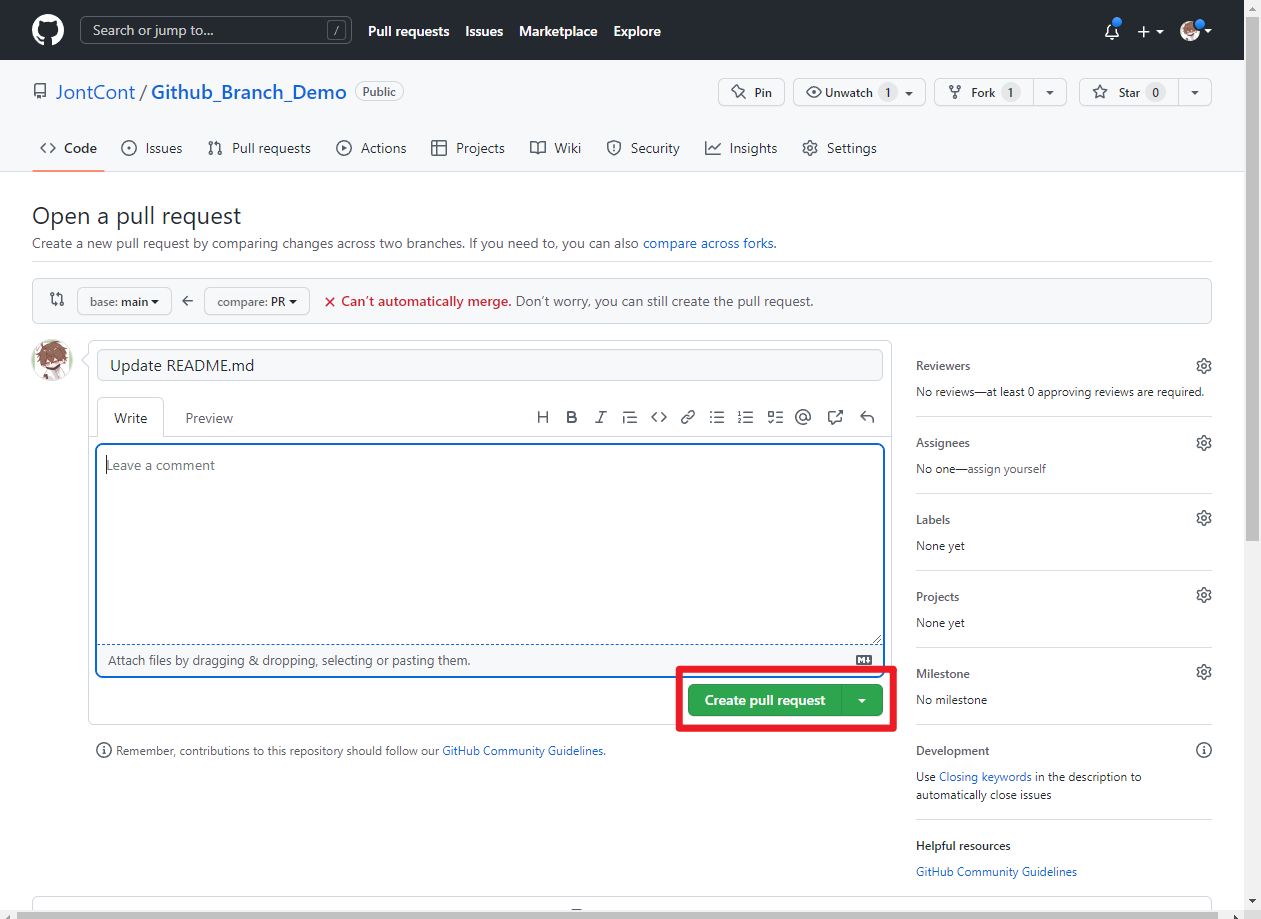 Search or jump to... /
Pull requests Issues Marketplace Explore
JontCont / Github_Branch_Demo Public
Pin Unwatch 1 Fork 1 Star 0
Code Issues Pull requests Actions Projects Wiki Security Insights Settings
Open a pull request
Create a new pull request by comparing changes across two branches. If you need to, you can also compare across forks.
base: main compare: PR Can't automatically merge. Don't worry, you can still create the pull request.
Update README.md
Write Preview
Leave a comment
Attach files by dragging & dropping, selecting or pasting them.
Create pull request
Remember, contributions to this repository should follow our GitHub Community Guidelines.
Reviewers
No reviews—at least 0 approving reviews are required.
Assignees
No one—assign yourself
Labels
None yet
Projects
None yet
Milestone
No milestone
Development
Use Closing keywords in the description to
automatically close issues
Helpful resources
GitHub Community Guidelines